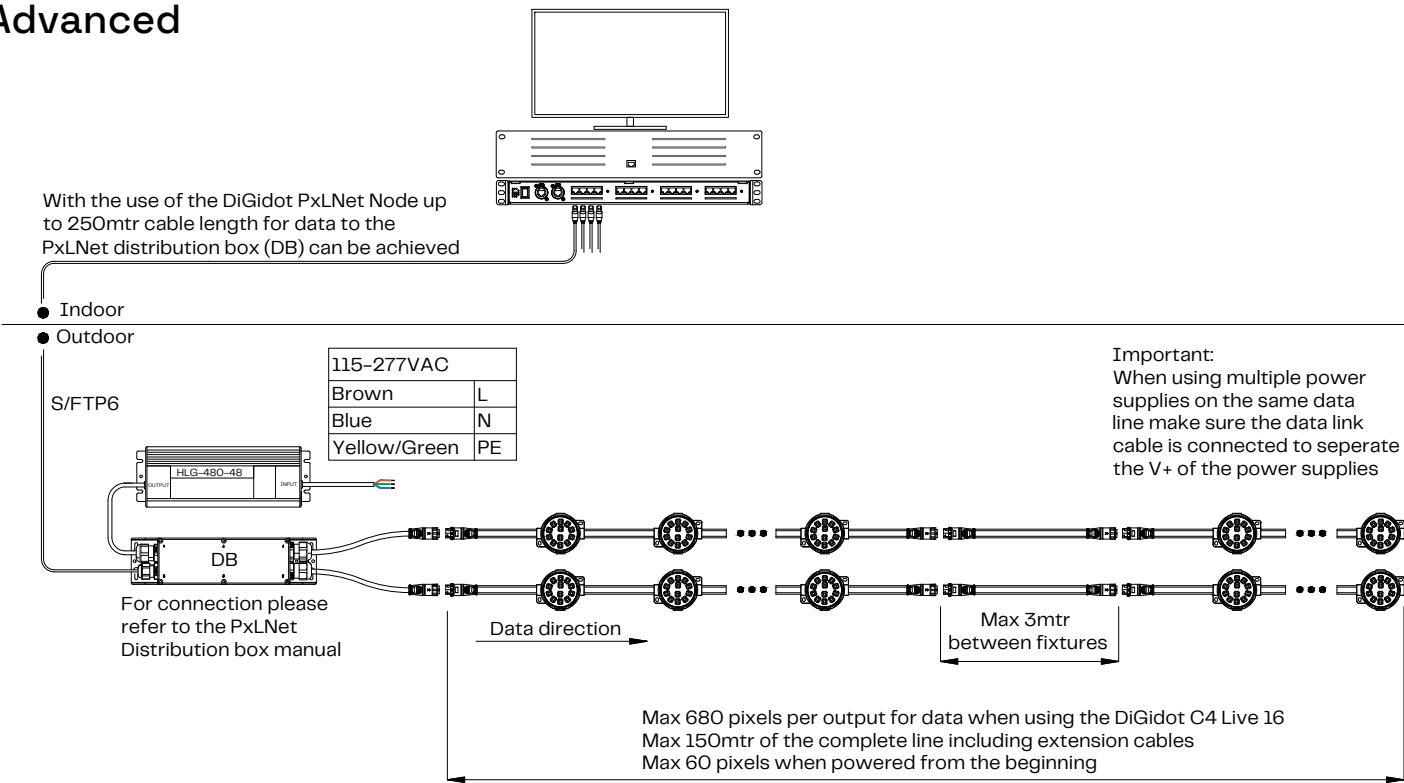 Advanced
With the use of the DiGidot PxLNet Node up
to 250mtr cable length for data to the
PxLNet distribution box (DB) can be achieved
Indoor
Outdoor
S/FTP6
115-277VAC
Brown L
Blue N
Yellow/Green PE
Important:
When using multiple power
supplies on the same data
line make sure the data link
cable is connected to seperate
the V+ of the power supplies
HLG-480-48
OUTPUT
INPUT
DB
For connection please
refer to the PxLNet
Distribution box manual
Data direction
Max 3mtr
between fixtures
Max 680 pixels per output for data when using the DiGidot C4 Live 16
Max 150mtr of the complete line including extension cables
Max 60 pixels when powered from the beginning